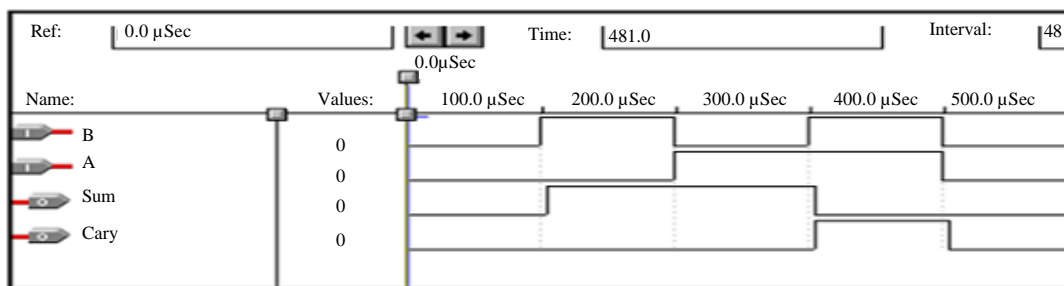 Ref: 0.0 µSec Time: 481.0 Interval: 48
0.0µSec
Name: Values: 100.0 µSec 200.0 µSec 300.0 µSec 400.0 µSec 500.0 µSec
B 0
A 0
Sum 0
Cary 0